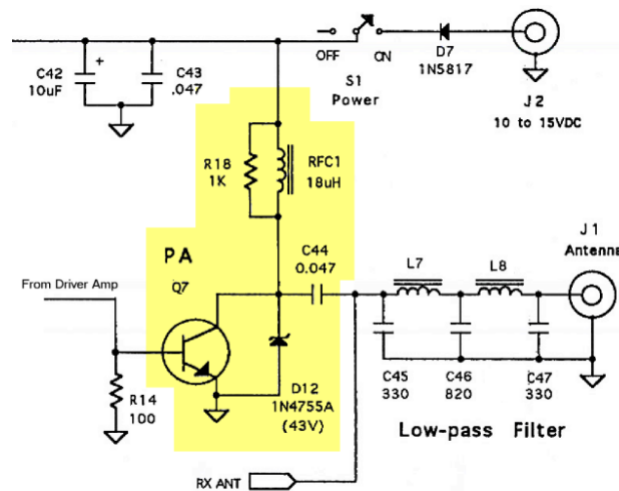 C42
10uF
+
C43
.047
OFF
ON
S1
Power
D7
1N5817
J2
10 to 15VDC
R18
1K
RFC1
18uH
PA
Q7
C44
0.047
L7
L8
J1
Antenna
From Driver Amp
R14
100
D12
1N4755A
(43V)
C45
330
C46
820
C47
330
Low-pass Filter
RX ANT